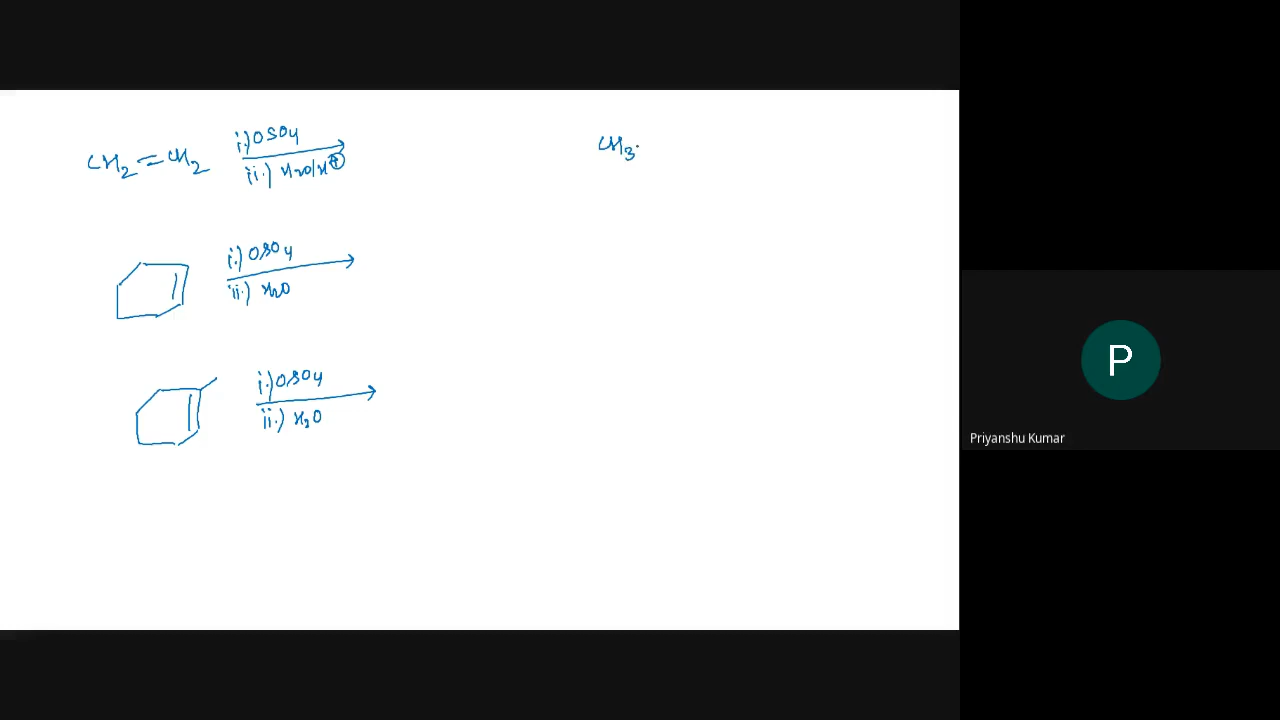 CH2=CH2 i.) OsO4 CH3.
ii.) H2O/H⊕
i.) OsO4
ii.) H2O
i.) OsO4
ii.) H2O
P
Priyanshu Kumar